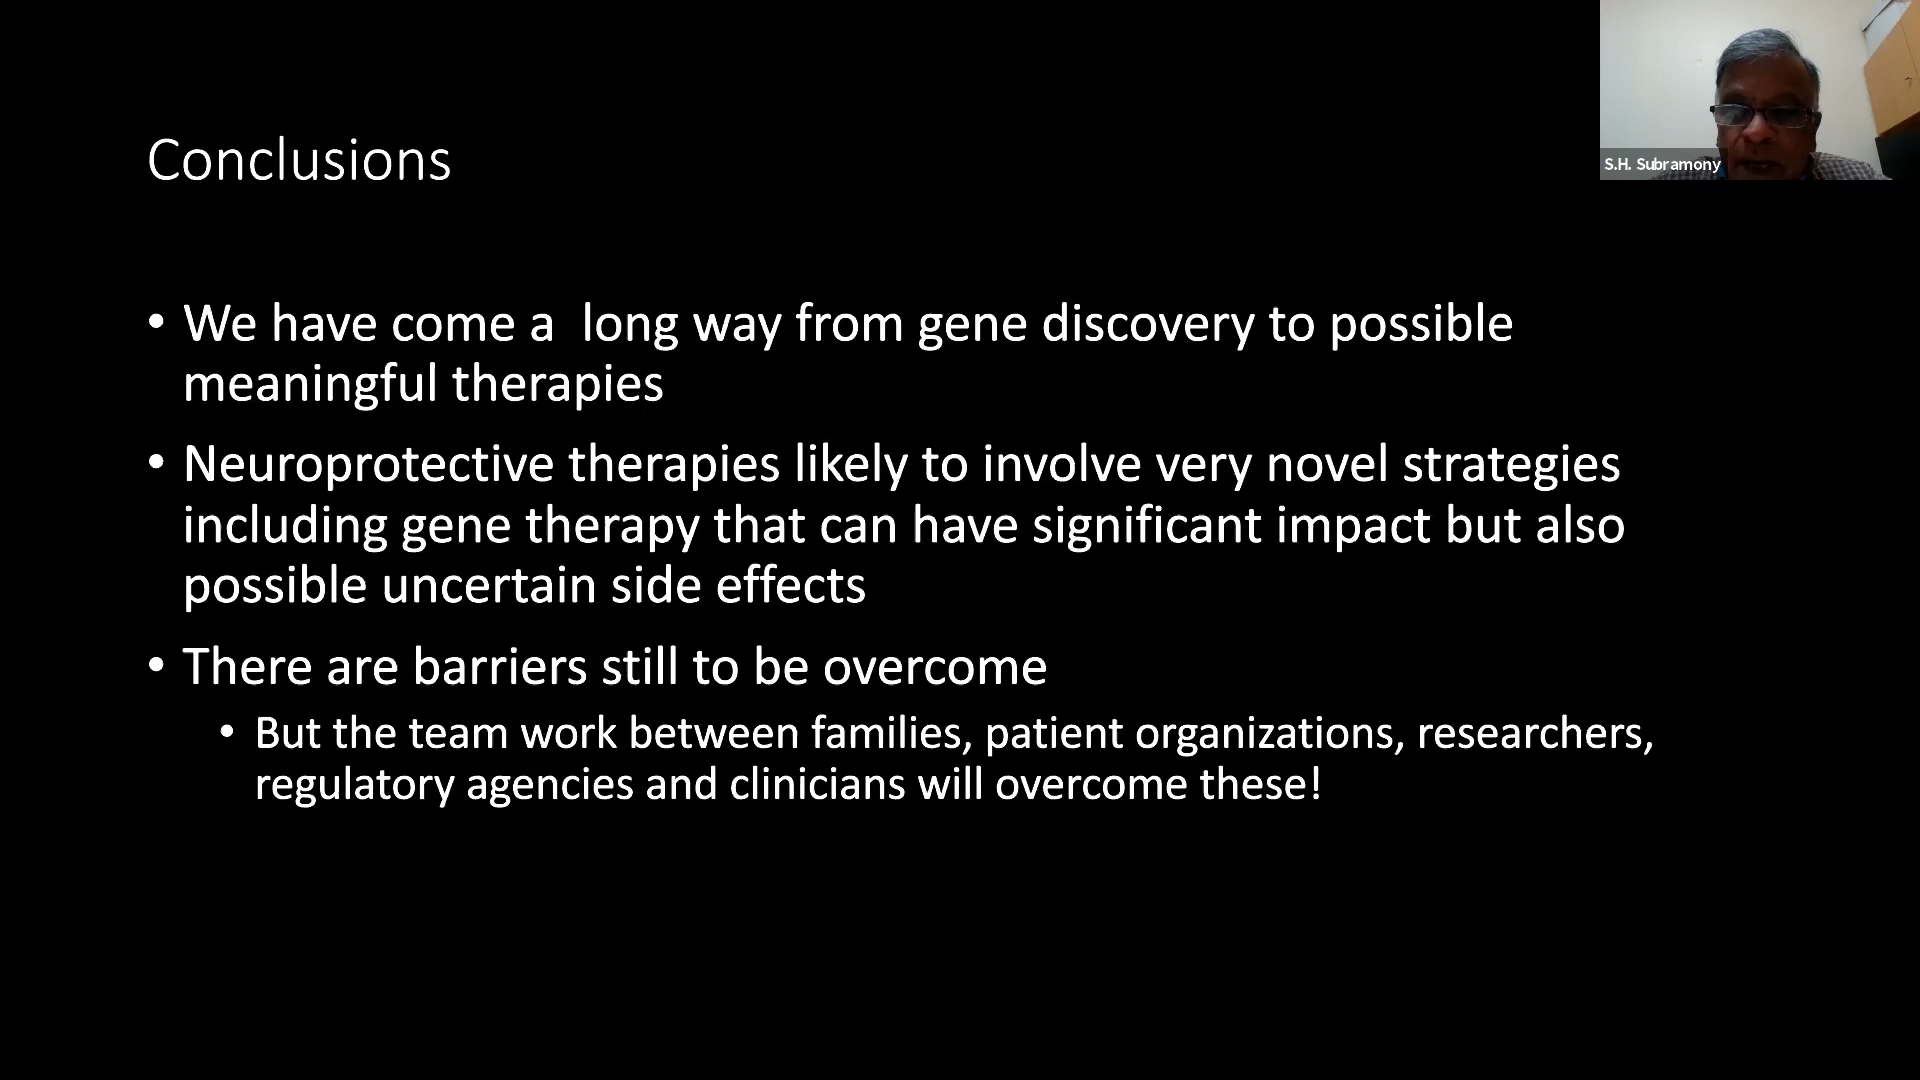 S.H. Subramony
Conclusions
• We have come a  long way from gene discovery to possible
meaningful therapies
• Neuroprotective therapies likely to involve very novel strategies
including gene therapy that can have significant impact but also
possible uncertain side effects
• There are barriers still to be overcome
• But the team work between families, patient organizations, researchers,
regulatory agencies and clinicians will overcome these!